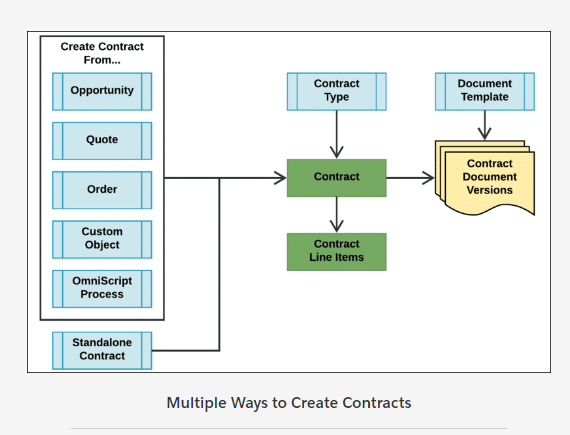 Create Contract
From...
Opportunity
Quote
Order
Custom
Object
OmniScript
Process
Standalone
Contract
Contract
Type
Contract
Contract
Line Items
Document
Template
Contract
Document
Versions
Multiple Ways to Create Contracts